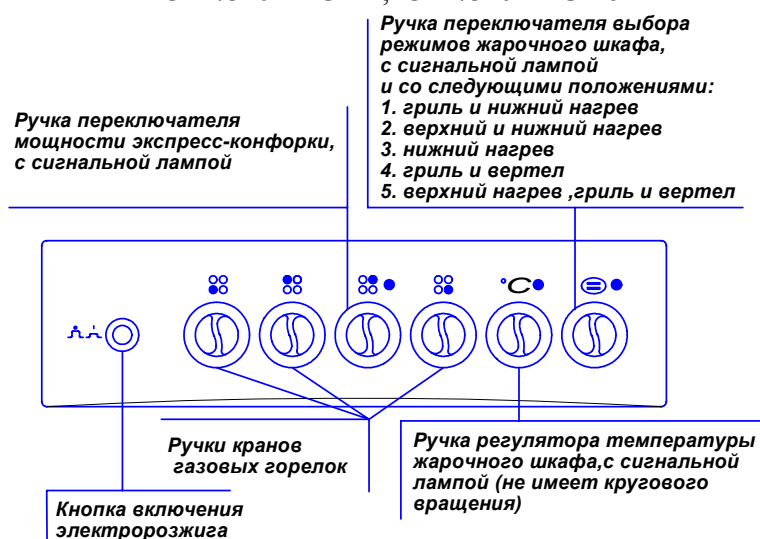 Ручка переключателя выбора
режимов жарочного шкафа,
с сигнальной лампой
и со следующими положениями:
1. гриль и нижний нагрев
2. верхний и нижний нагрев
3. нижний нагрев
4. гриль и вертел
5. верхний нагрев ,гриль и вертел
Ручка переключателя
мощности экспресс-конфорки,
с сигнальной лампой
°C
Ручки кранов
газовых горелок
Ручка регулятора температуры
жарочного шкафа,с сигнальной
лампой (не имеет кругового
вращения)
Кнопка включения
электророзжига